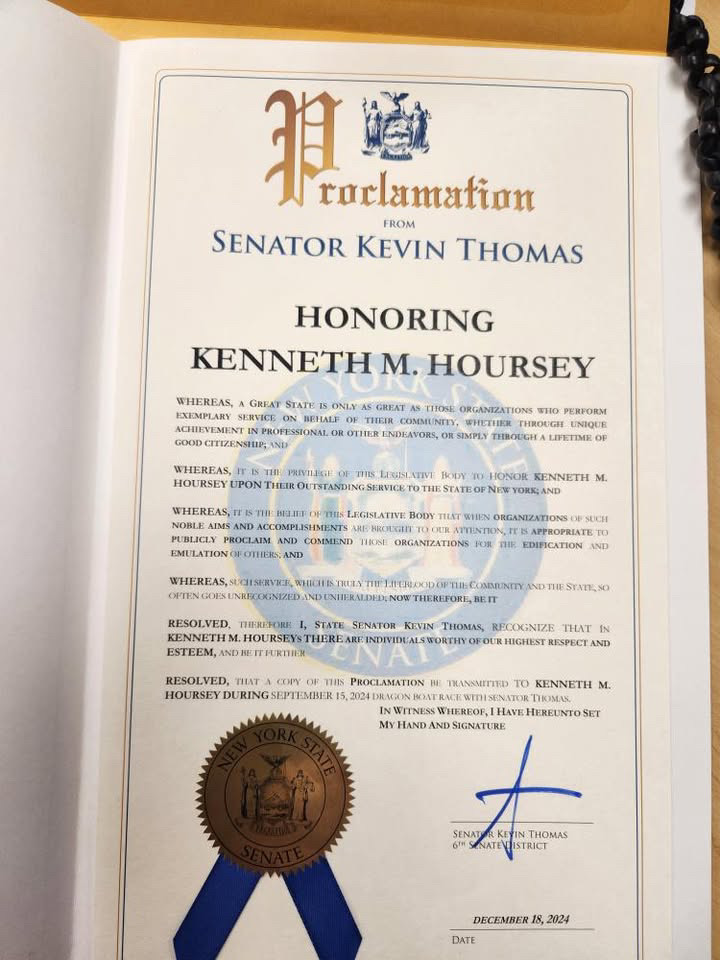 Proclamation
FROM
SENATOR KEVIN THOMAS
HONORING
KENNETH M. HOURSEY
WHEREAS, A GREAT STATE IS ONLY AS GREAT AS THOSE ORGANIZATIONS WHO PERFORM
EXEMPLARY SERVICE ON BEHALF OF THEIR COMMUNITY, WHETHER THROUGH UNIQUE
ACHIEVEMENT IN PROFESSIONAL OR OTHER ENDEAVORS, OR SIMPLY THROUGH A LIFETIME OF
GOOD CITIZENSHIP; AND
WHEREAS, IT IS THE PRIVILEGE OF THIS LEGISLATIVE BODY TO HONOR KENNETH M.
HOURSEY UPON THEIR OUTSTANDING SERVICE TO THE STATE OF NEW YORK; AND
WHEREAS, IT IS THE BELIEF OF THIS LEGISLATIVE BODY THAT WHEN ORGANIZATIONS OF SUCH
NOBLE AIMS AND ACCOMPLISHMENTS ARE BROUGHT TO OUR ATTENTION, IT IS APPROPRIATE TO
PUBLICLY PROCLAIM AND COMMEND THOSE ORGANIZATIONS FOR THE EDIFICATION AND
EMULATION OF OTHERS; AND
WHEREAS, SUCH SERVICE, WHICH IS TRULY THE LIFEBLOOD OF THE COMMUNITY AND THE STATE, SO
OFTEN GOES UNRECOGNIZED AND UNHERALDED; NOW THEREFORE, BE IT
RESOLVED, THEREFORE I, STATE SENATOR KEVIN THOMAS, RECOGNIZE THAT IN
KENNETH M. HOURSEYS THERE ARE INDIVIDUALS WORTHY OF OUR HIGHEST RESPECT AND
ESTEEM, AND BE IT FURTHER
RESOLVED, THAT A COPY OF THIS PROCLAMATION BE TRANSMITTED TO KENNETH M.
HOURSEY DURING SEPTEMBER 15, 2024 DRAGON BOAT RACE WITH SENATOR THOMAS.
IN WITNESS WHEREOF, I HAVE HEREUNTO SET
MY HAND AND SIGNATURE
NEW YORK STATE
SENATE
NEW YORK STATE
SENATE
SENATOR KEVIN THOMAS
6TH SENATE DISTRICT
DECEMBER 18, 2024
DATE